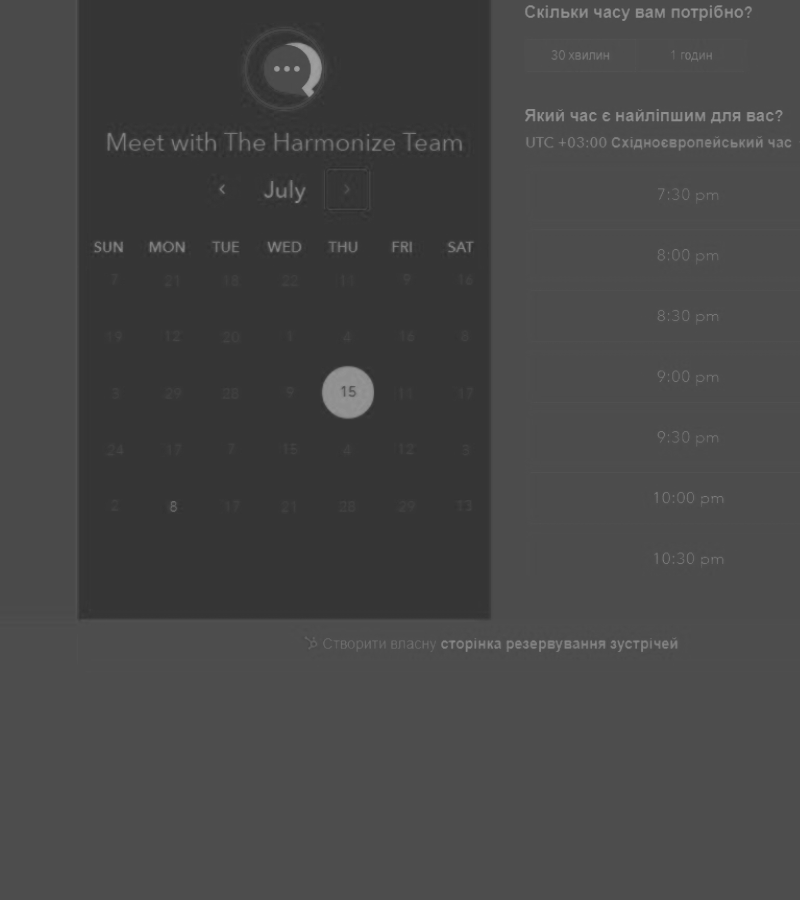 Meet with The Harmonize Team
July
SUN MON TUE WED THU FRI SAT
7 21 18 22 11 9 16
19 12 20 1 4 16 8
3 29 28 9 15 11 17
24 17 7 15 4 12 3
2 8 17 21 28 29 13
Скільки часу вам потрібно?
30 хвилин 1 годин
Який час є найліпшим для вас?
UTC +03:00 Східноєвропейський час
7:30 pm
8:00 pm
8:30 pm
9:00 pm
9:30 pm
10:00 pm
10:30 pm
Створити власну сторінка резервування зустрічей